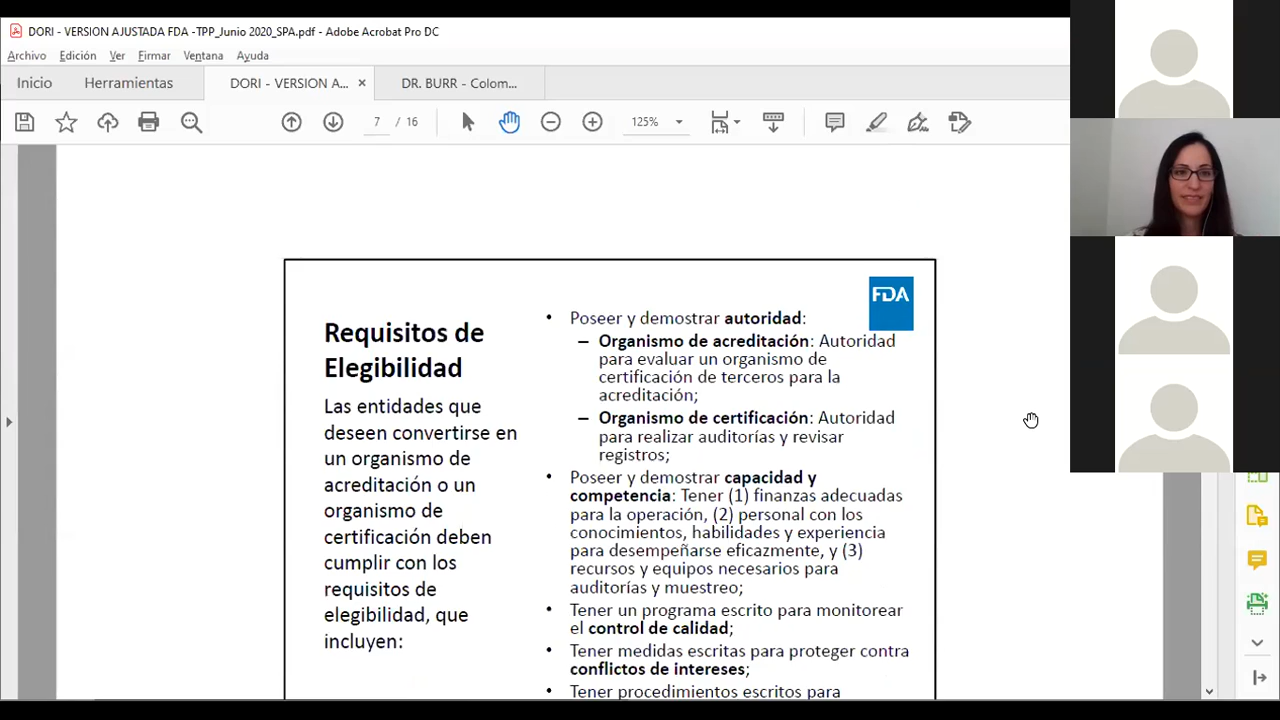 DORI - VERSION AJUSTADA FDA -TPP_Junio 2020_SPA.pdf - Adobe Acrobat Pro DC
Archivo Edición Ver Firmar Ventana Ayuda
Inicio Herramientas DORI - VERSION A... × DR. BURR - Colom...
7 / 16 125%
FDA
Requisitos de
Elegibilidad
Las entidades que
deseen convertirse en
un organismo de
acreditación o un
organismo de
certificación deben
cumplir con los
requisitos de
elegibilidad, que
incluyen:
• Poseer y demostrar autoridad:
– Organismo de acreditación: Autoridad
para evaluar un organismo de
certificación de terceros para la
acreditación;
– Organismo de certificación: Autoridad
para realizar auditorías y revisar
registros;
• Poseer y demostrar capacidad y
competencia: Tener (1) finanzas adecuadas
para la operación, (2) personal con los
conocimientos, habilidades y experiencia
para desempeñarse eficazmente, y (3)
recursos y equipos necesarios para
auditorías y muestreo;
• Tener un programa escrito para monitorear
el control de calidad;
• Tener medidas escritas para proteger contra
conflictos de intereses;
• Tener procedimientos escritos para